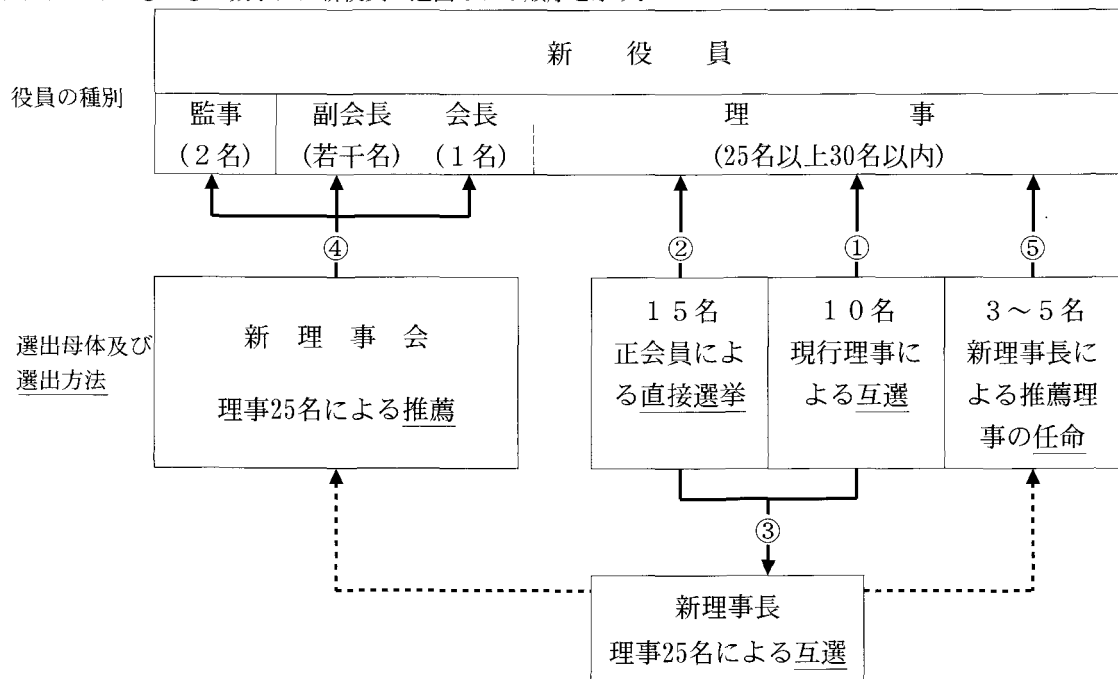 新役員
役員の種別
監事 副会長 会長 理事
(2名) (若干名) (1名) (25名以上30名以内)
④ ② ① ⑤
選出母体及び
選出方法
新理事会
理事25名による推薦
15名
正会員によ
る直接選挙
10名
現行理事に
よる互選
3～5名
新理事長に
よる推薦理
事の任命
③
新理事長
理事25名による互選